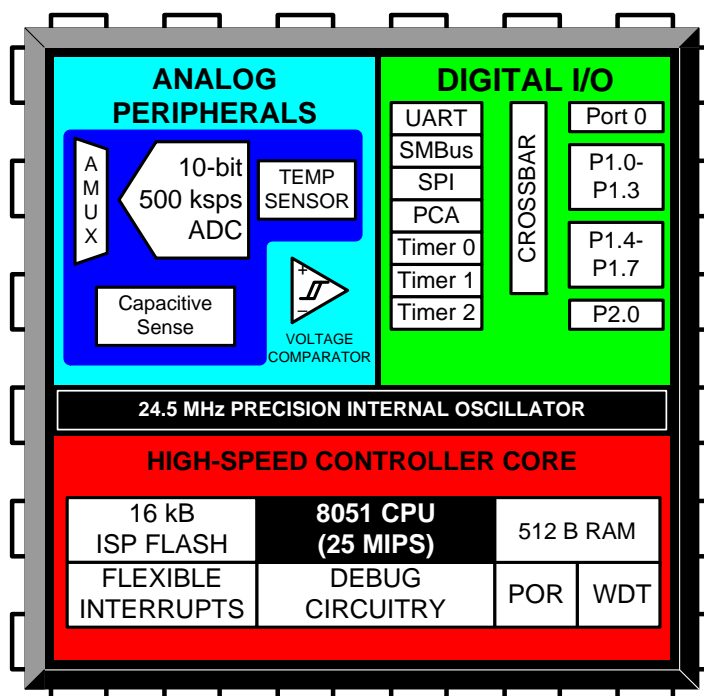 ANALOG
PERIPHERALS
A
M
U
X
10-bit
500 ksps
ADC
TEMP
SENSOR
Capacitive
Sense
+
−
VOLTAGE
COMPARATOR
DIGITAL I/O
UART
SMBus
SPI
PCA
Timer 0
Timer 1
Timer 2
CROSSBAR
Port 0
P1.0-
P1.3
P1.4-
P1.7
P2.0
24.5 MHz PRECISION INTERNAL OSCILLATOR
HIGH-SPEED CONTROLLER CORE
16 kB
ISP FLASH
8051 CPU
(25 MIPS)
512 B RAM
FLEXIBLE
INTERRUPTS
DEBUG
CIRCUITRY
POR
WDT